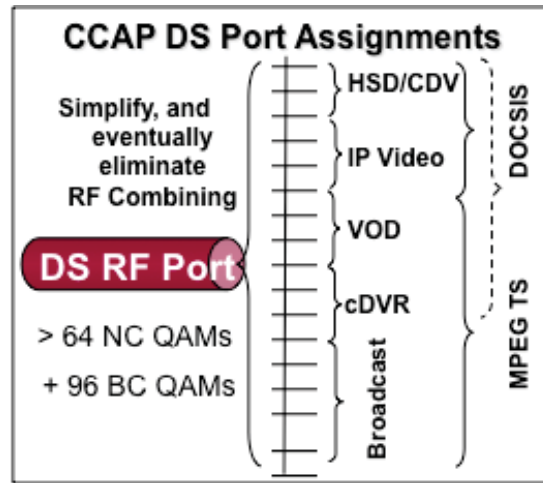 CCAP DS Port Assignments
Simplify, and
eventually
eliminate
RF Combining
DS RF Port
> 64 NC QAMs
+ 96 BC QAMs
HSD/CDV
IP Video
VOD
cDVR
Broadcast
DOCSIS
MPEG TS